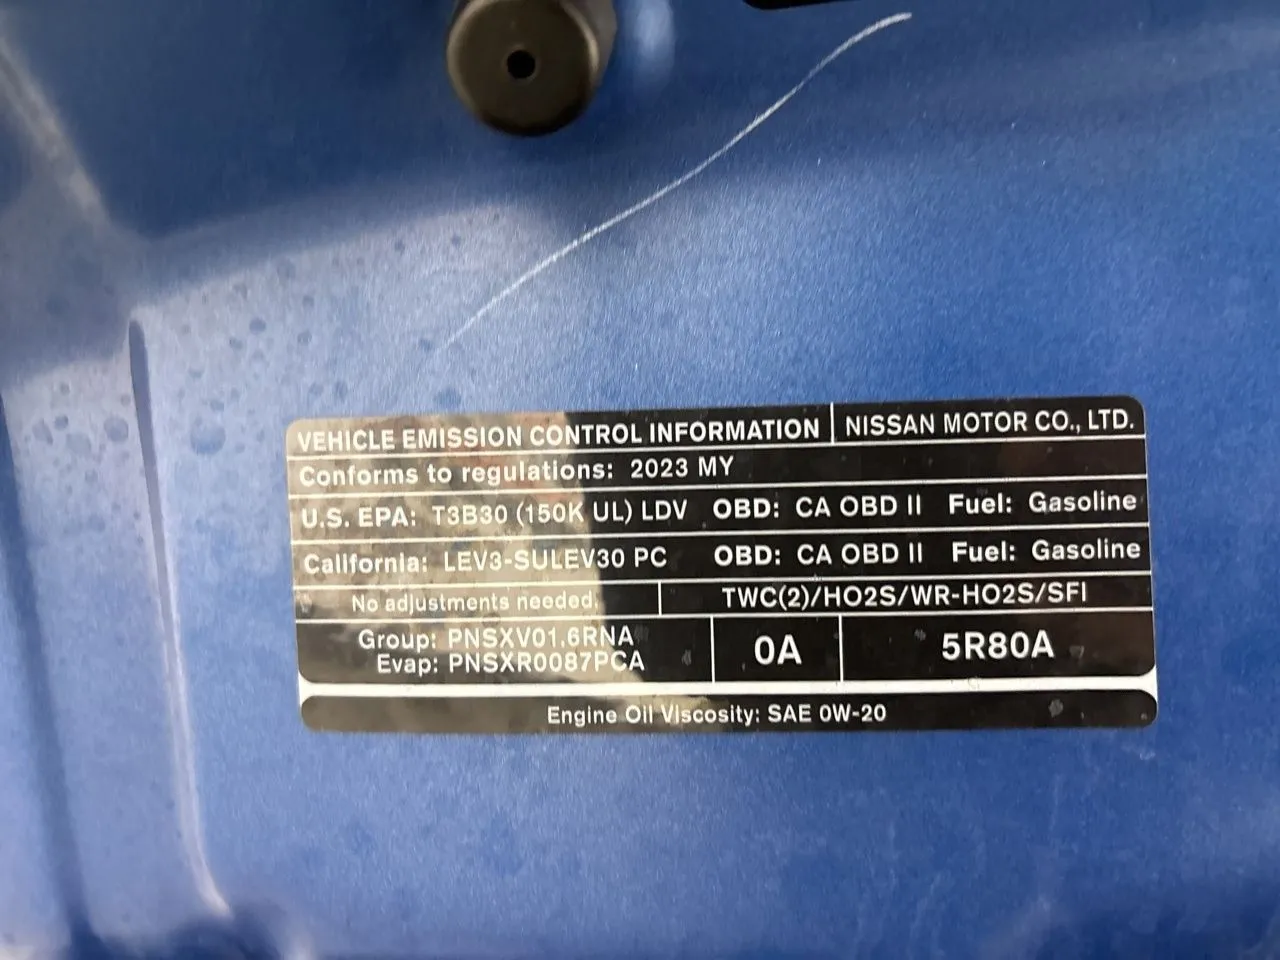 VEHICLE EMISSION CONTROL INFORMATION NISSAN MOTOR CO., LTD.
Conforms to regulations: 2023 MY
U.S. EPA: T3B30 (150K UL) LDV OBD: CA OBD II Fuel: Gasoline
California: LEV3-SULEV30 PC OBD: CA OBD II Fuel: Gasoline
No adjustments needed. TWC(2)/HO2S/WR-HO2S/SFI
Group: PNSXV01.6RNA
Evap: PNSXR0087PCA
0A
5R80A
Engine Oil Viscosity: SAE 0W-20